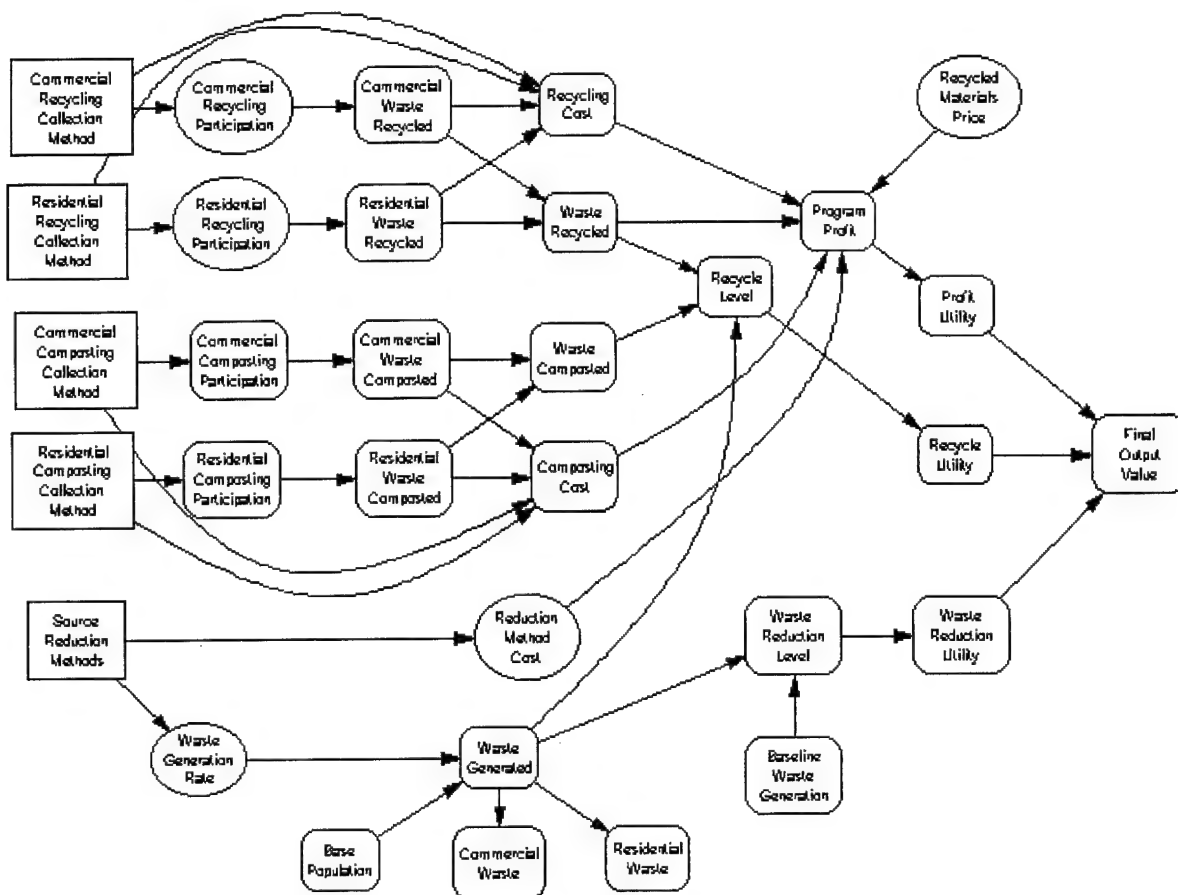 Commercial
Recycling
Collection
Method
Commercial
Recycling
Participation
Commercial
Waste
Recycled
Recycling
Cost
Recycled
Materials
Price
Residential
Recycling
Collection
Method
Residential
Recycling
Participation
Residential
Waste
Recycled
Waste
Recycled
Program
Profit
Recycle
Level
Profit
Utility
Commercial
Composting
Collection
Method
Commercial
Composting
Participation
Commercial
Waste
Composted
Waste
Composted
Residential
Composting
Collection
Method
Residential
Composting
Participation
Residential
Waste
Composted
Composting
Cost
Recycle
Utility
Final
Output
Value
Source
Reduction
Methods
Reduction
Method
Cost
Waste
Reduction
Level
Waste
Reduction
Utility
Waste
Generation
Rate
Waste
Generated
Baseline
Waste
Generation
Base
Population
Commercial
Waste
Residential
Waste